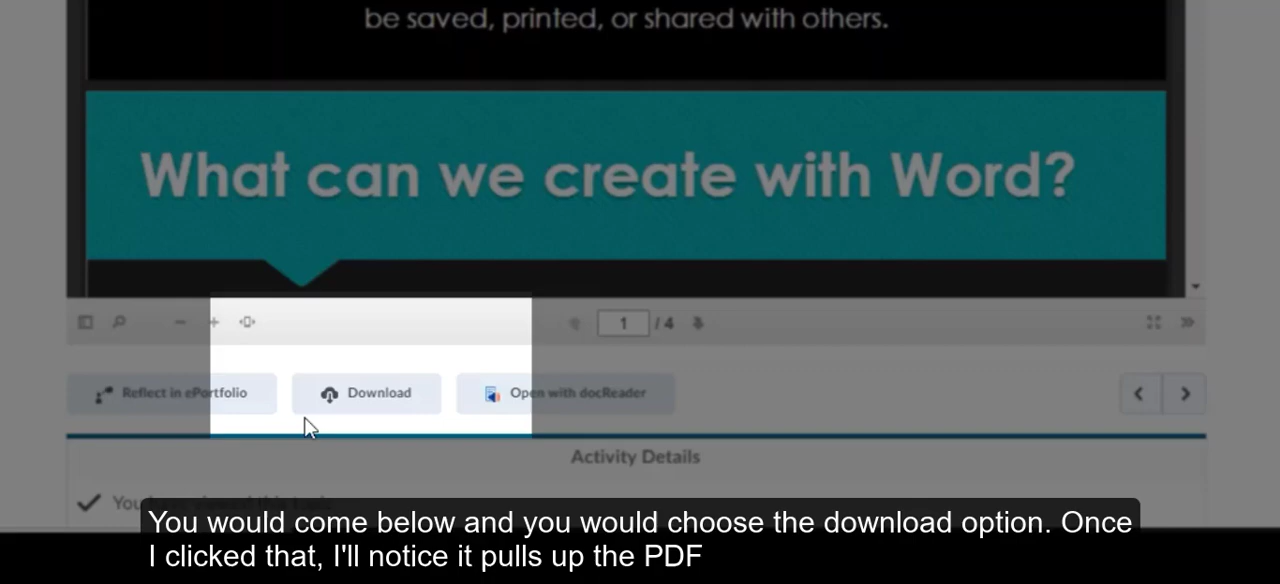 be saved, printed, or shared with others.
What can we create with Word?
1 / 4
Reflect in ePortfolio Download Open with docReader
Activity Details
You
You would come below and you would choose the download option. Once
I clicked that, I'll notice it pulls up the PDF